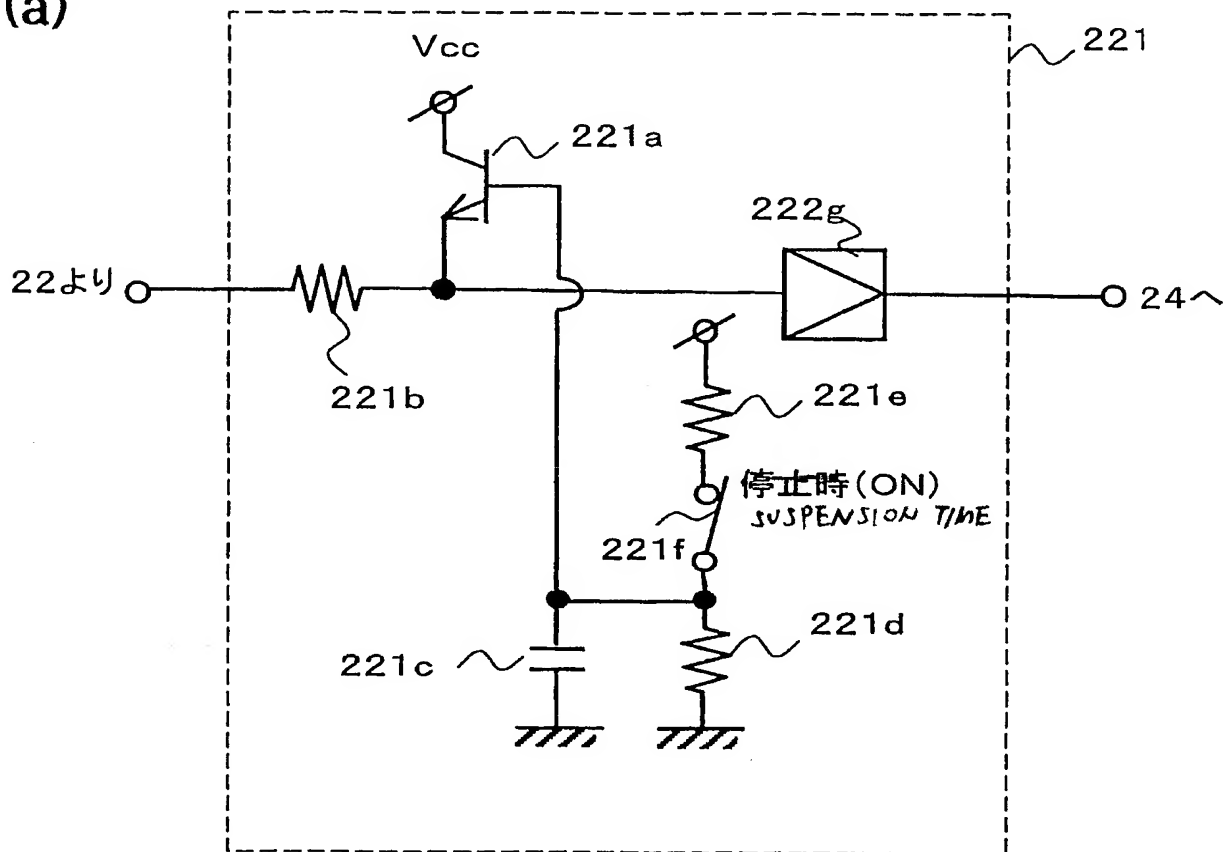 (a)
Vcc
221
221a
222g
22より
24へ
221b
221e
停止時(ON)
SUSPENSION TIME
221f
221d
221c